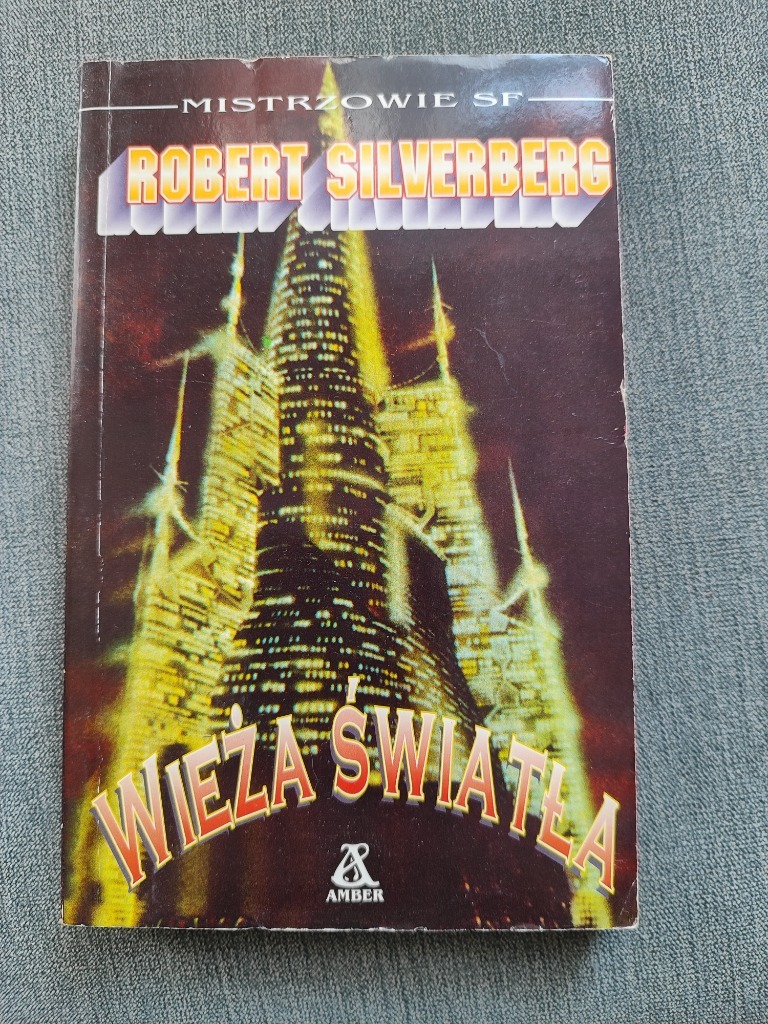 MISTRZOWIE SF
ROBERT SILVERBERG
WIEŻA ŚWIATŁA
AMBER